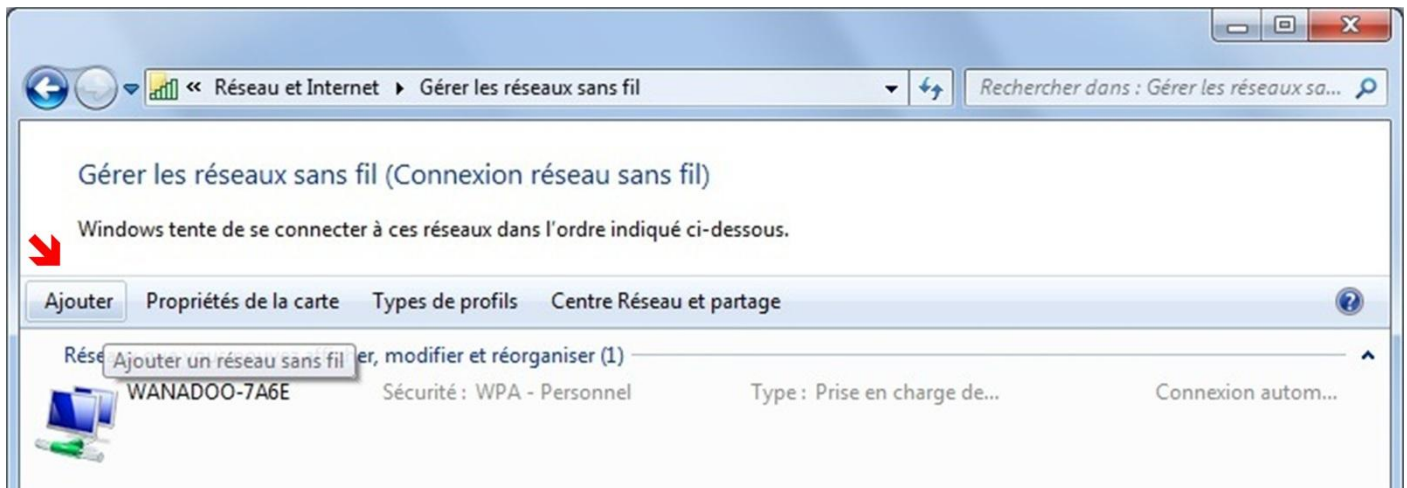 « Réseau et Internet ▸ Gérer les réseaux sans fil
Rechercher dans : Gérer les réseaux sa...
Gérer les réseaux sans fil (Connexion réseau sans fil)
Windows tente de se connecter à ces réseaux dans l'ordre indiqué ci-dessous.
Ajouter Propriétés de la carte Types de profils Centre Réseau et partage
modifier et réorganiser (1)
Ajouter un réseau sans fil
WANADOO-7A6E Sécurité : WPA - Personnel Type : Prise en charge de... Connexion autom...